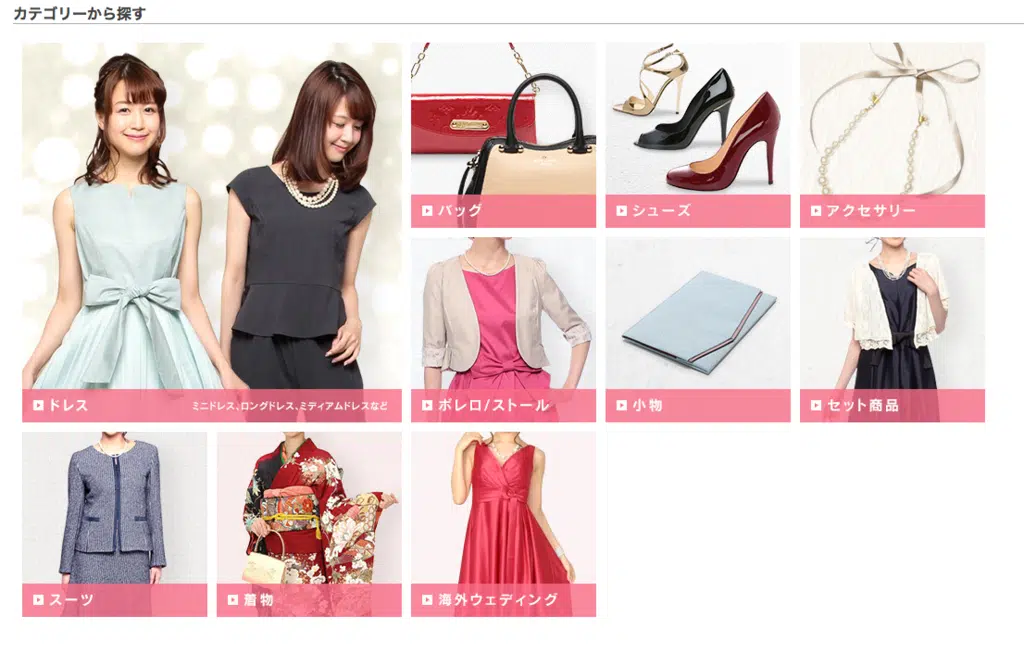 カテゴリーから探す
ドレス
ミニドレス、ロングドレス、ミディアムドレスなど
バッグ
シューズ
アクセサリー
ボレロ/ストール
小物
セット商品
スーツ
着物
海外ウェディング